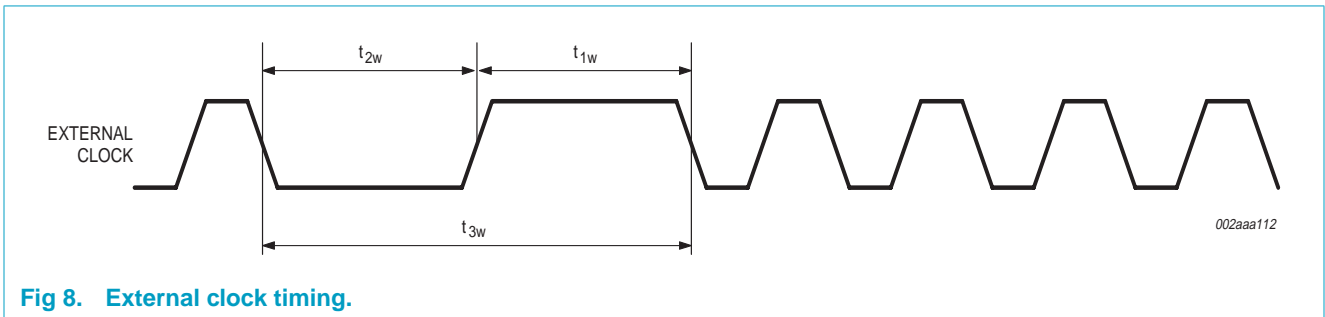 t2w
t1w
EXTERNAL
CLOCK
t3w
002aaa112
Fig 8. External clock timing.